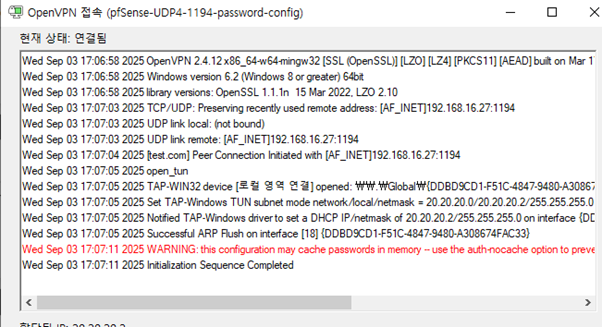 OpenVPN 접속 (pfSense-UDP4-1194-password-config)
현재 상태: 연결됨
Wed Sep 03 17:06:58 2025 OpenVPN 2.4.12 x86_64-w64-mingw32 [SSL (OpenSSL)] [LZO] [LZ4] [PKCS11] [AEAD] built on Mar 1
Wed Sep 03 17:06:58 2025 Windows version 6.2 (Windows 8 or greater) 64bit
Wed Sep 03 17:06:58 2025 library versions: OpenSSL 1.1.1n  15 Mar 2022, LZO 2.10
Wed Sep 03 17:07:03 2025 TCP/UDP: Preserving recently used remote address: [AF_INET]192.168.16.27:1194
Wed Sep 03 17:07:03 2025 UDP link local: (not bound)
Wed Sep 03 17:07:03 2025 UDP link remote: [AF_INET]192.168.16.27:1194
Wed Sep 03 17:07:04 2025 [test.com] Peer Connection Initiated with [AF_INET]192.168.16.27:1194
Wed Sep 03 17:07:05 2025 open_tun
Wed Sep 03 17:07:05 2025 TAP-WIN32 device [로컬 영역 연결] opened: ₩₩.₩Global₩{DDBD9CD1-F51C-4847-9480-A30867
Wed Sep 03 17:07:05 2025 Set TAP-Windows TUN subnet mode network/local/netmask = 20.20.20.0/20.20.20.2/255.255.255.0
Wed Sep 03 17:07:05 2025 Notified TAP-Windows driver to set a DHCP IP/netmask of 20.20.20.2/255.255.255.0 on interface {DD
Wed Sep 03 17:07:05 2025 Successful ARP Flush on interface [18] {DDBD9CD1-F51C-4847-9480-A308674FAC33}
Wed Sep 03 17:07:11 2025 WARNING: this configuration may cache passwords in memory -- use the auth-nocache option to preve
Wed Sep 03 17:07:11 2025 Initialization Sequence Completed